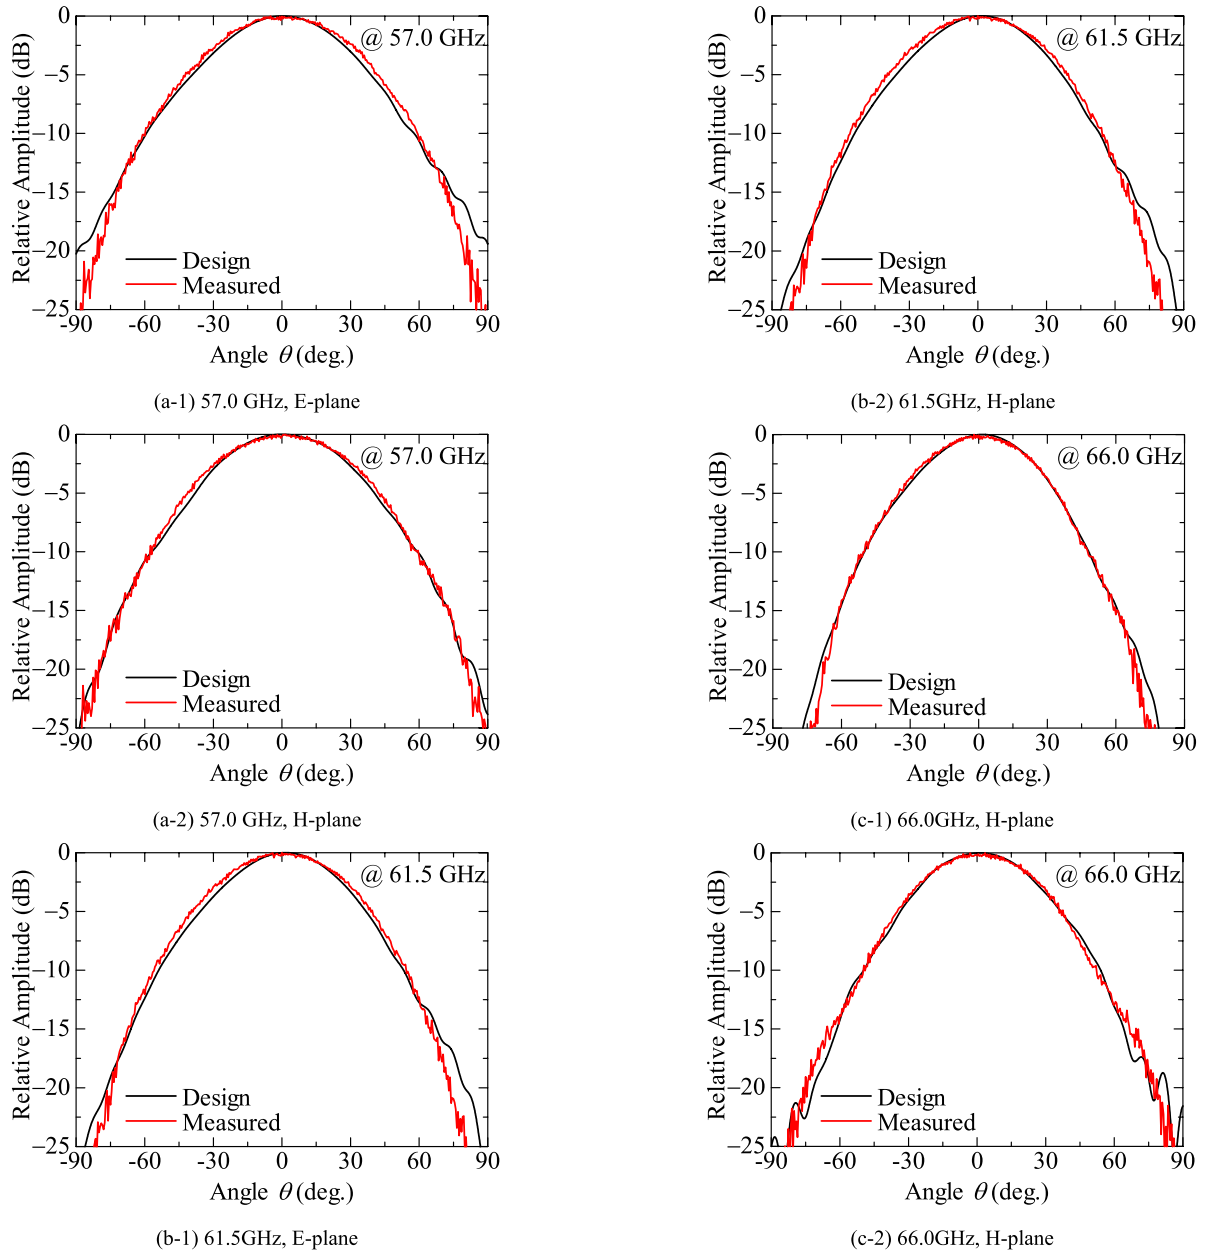 @ 57.0 GHz
Relative Amplitude (dB)
0
−5
−10
−15
−20
−25
Design
Measured
-90 -60 -30 0 30 60 90
Angle θ (deg.)
(a-1) 57.0 GHz, E-plane
@ 61.5 GHz
Relative Amplitude (dB)
0
−5
−10
−15
−20
−25
Design
Measured
-90 -60 -30 0 30 60 90
Angle θ (deg.)
(b-2) 61.5GHz, H-plane
@ 57.0 GHz
Relative Amplitude (dB)
0
−5
−10
−15
−20
−25
Design
Measured
-90 -60 -30 0 30 60 90
Angle θ (deg.)
(a-2) 57.0 GHz, H-plane
@ 66.0 GHz
Relative Amplitude (dB)
0
−5
−10
−15
−20
−25
Design
Measured
-90 -60 -30 0 30 60 90
Angle θ (deg.)
(c-1) 66.0GHz, H-plane
@ 61.5 GHz
Relative Amplitude (dB)
0
−5
−10
−15
−20
−25
Design
Measured
-90 -60 -30 0 30 60 90
Angle θ (deg.)
(b-1) 61.5GHz, E-plane
@ 66.0 GHz
Relative Amplitude (dB)
0
−5
−10
−15
−20
−25
Design
Measured
-90 -60 -30 0 30 60 90
Angle θ (deg.)
(c-2) 66.0GHz, H-plane